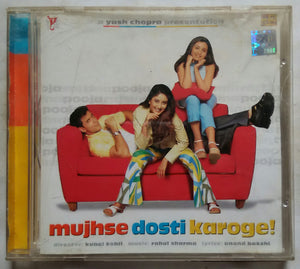 a yash chopra presentation
mujhse dosti karoge!
director: kunal kohli music: rahul sharma lyrics: anand bakshi